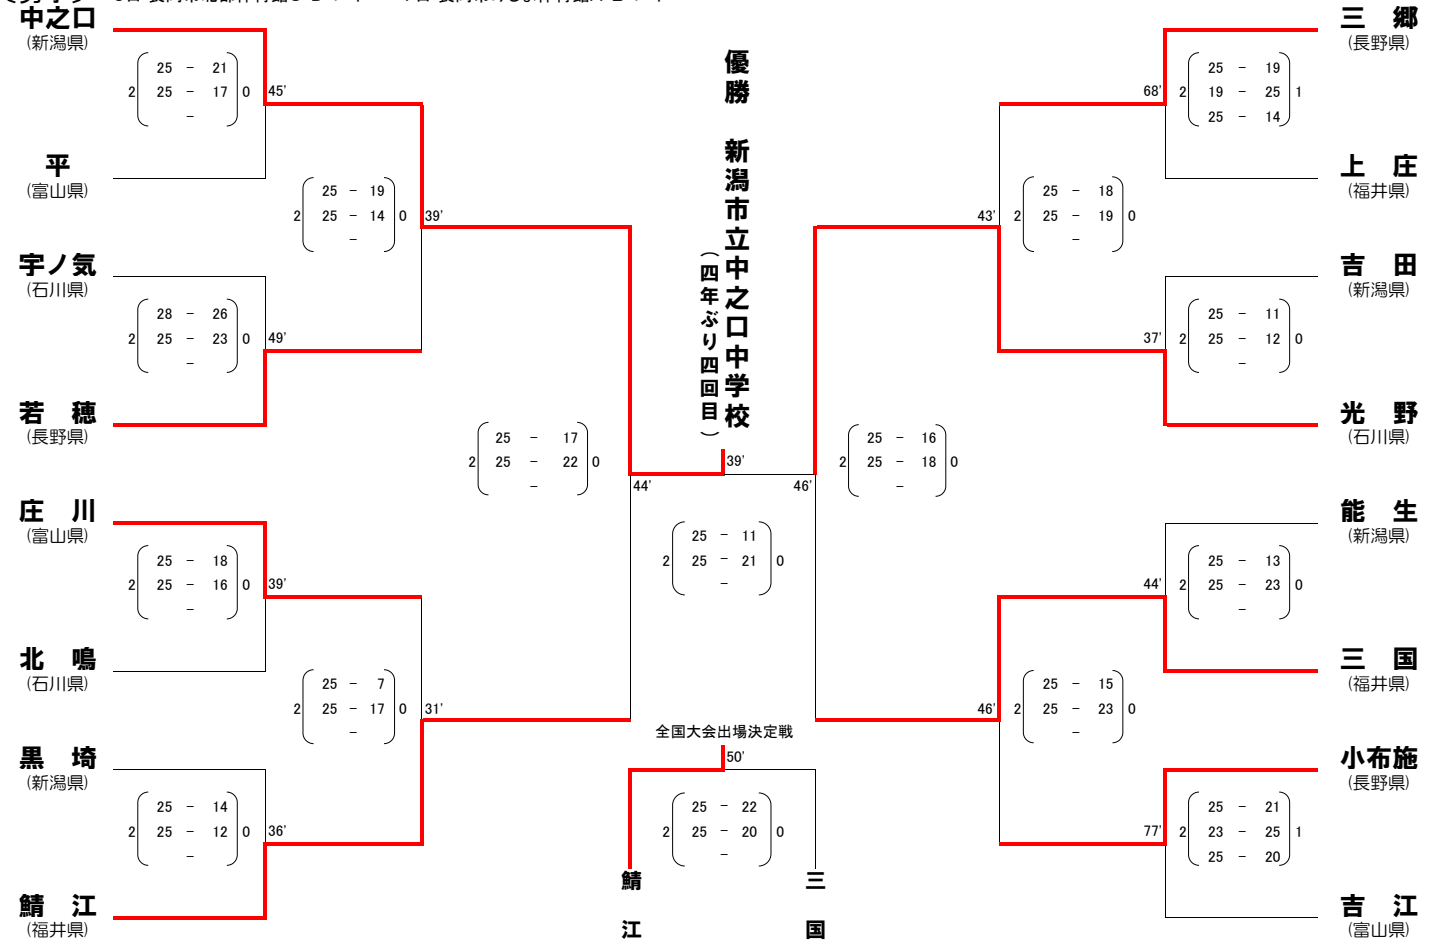 中之口
(新潟県)
25 - 21
2 25 - 17 0 45'
-
平
(富山県)
25 - 19
2 25 - 14 0 39'
-
宇ノ気
(石川県)
28 - 26
2 25 - 23 0 49'
-
若 穂
(長野県)
25 - 17
2 25 - 22 0
-
44'
庄 川
(富山県)
25 - 18
2 25 - 16 0 39'
-
北 鳴
(石川県)
25 - 7
2 25 - 17 0 31'
-
黒 埼
(新潟県)
25 - 14
2 25 - 12 0 36'
-
鯖 江
(福井県)
優勝 新潟市立中之口中学校
(四年ぶり四回目)
39'
25 - 11
2 25 - 21 0
-
全国大会出場決定戦
50'
25 - 22
2 25 - 20 0
-
鯖江
三国
三 郷
(長野県)
25 - 19
68' 2 19 - 25 1
25 - 14
上 庄
(福井県)
25 - 18
43' 2 25 - 19 0
-
吉 田
(新潟県)
25 - 11
37' 2 25 - 12 0
-
光 野
(石川県)
25 - 16
2 25 - 18 0
-
46'
能 生
(新潟県)
25 - 13
44' 2 25 - 23 0
-
三 国
(福井県)
25 - 15
46' 2 25 - 23 0
-
小布施
(長野県)
25 - 21
77' 2 23 - 25 1
25 - 20
吉 江
(富山県)